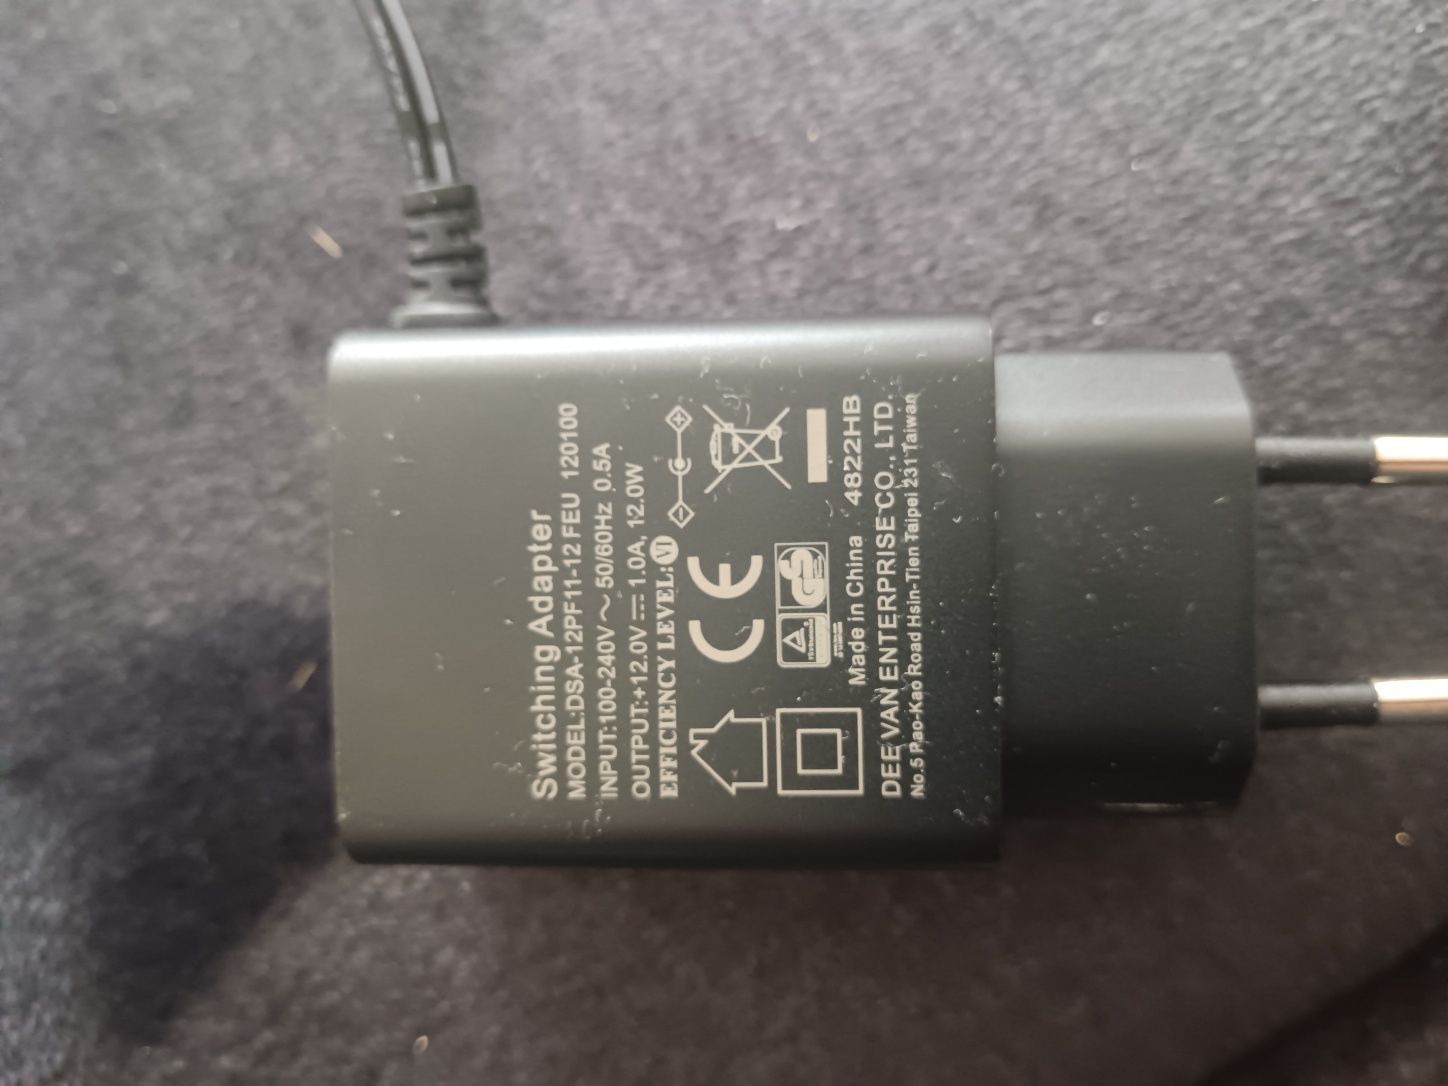 Switching Adapter
MODEL:DSA-12PF11-12 FEU 120100
INPUT:100-240V ~ 50/60Hz 0.5A
OUTPUT:+12.0V ⎓ 1.0A, 12.0W
EFFICIENCY LEVEL:VI
CE
GS
Made in China 4822HB
DEE VAN ENTERPRISE CO., LTD.
No.5 Pao-Kao Road Hsin-Tien Taipei 231 Taiwan